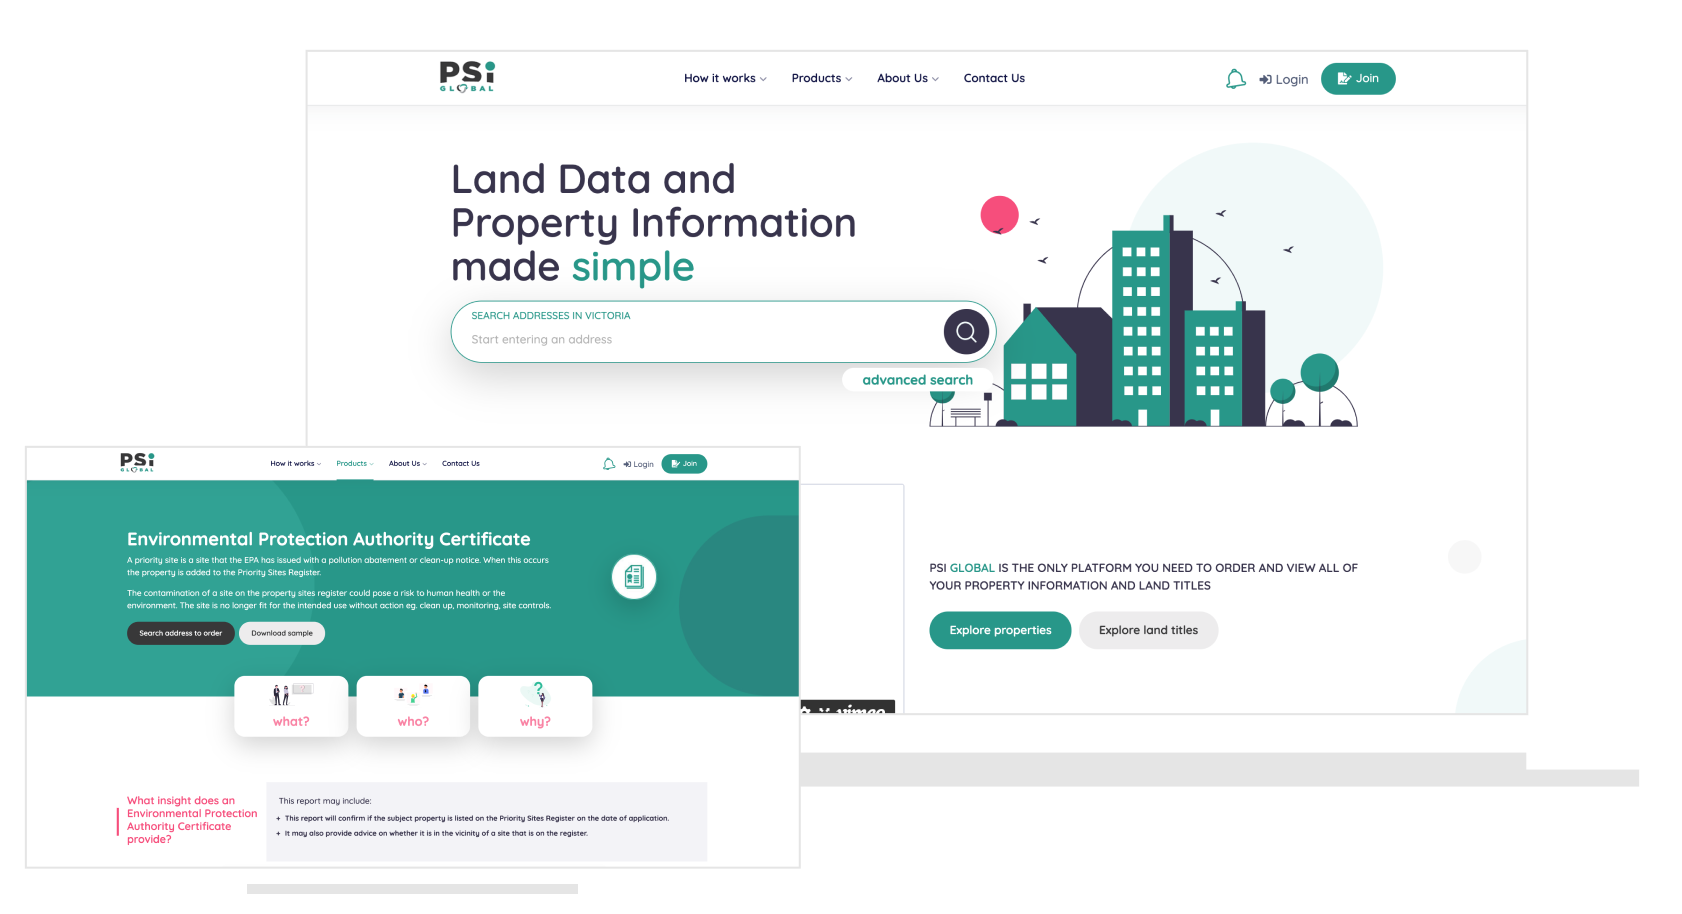 PSi
GLOBAL
How it works
Products
About Us
Contact Us
Login
Join
Land Data and
Property Information
made simple
SEARCH ADDRESSES IN VICTORIA
Start entering an address
advanced search
PSI GLOBAL IS THE ONLY PLATFORM YOU NEED TO ORDER AND VIEW ALL OF
YOUR PROPERTY INFORMATION AND LAND TITLES
Explore properties
Explore land titles
vimeo
PSi
GLOBAL
How it works
Products
About Us
Contact Us
Login
Join
Environmental Protection Authority Certificate
A priority site is a site that the EPA has issued with a pollution abatement or clean-up notice. When this occurs
the property is added to the Priority Sites Register.
The contamination of a site on the property sites register could pose a risk to human health or the
environment. The site is no longer fit for the intended use without action eg. clean up, monitoring, site controls.
Search address to order
Download sample
?
what?
who?
why?
What insight does an
Environmental Protection
Authority Certificate
provide?
This report may include:
+ This report will confirm if the subject property is listed on the Priority Sites Register on the date of application.
+ It may also provide advice on whether it is in the vicinity of a site that is on the register.